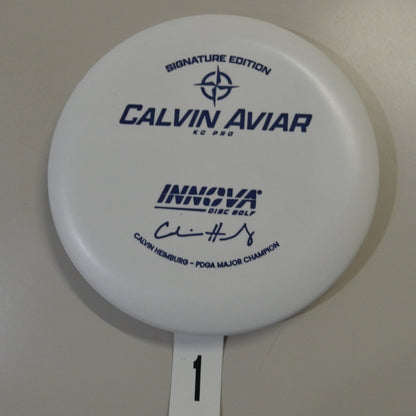 SIGNATURE EDITION
CALVIN AVIAR
KC PRO
INNOVA
DISC GOLF
CALVIN HEIMBURG - PDGA MAJOR CHAMPION
1